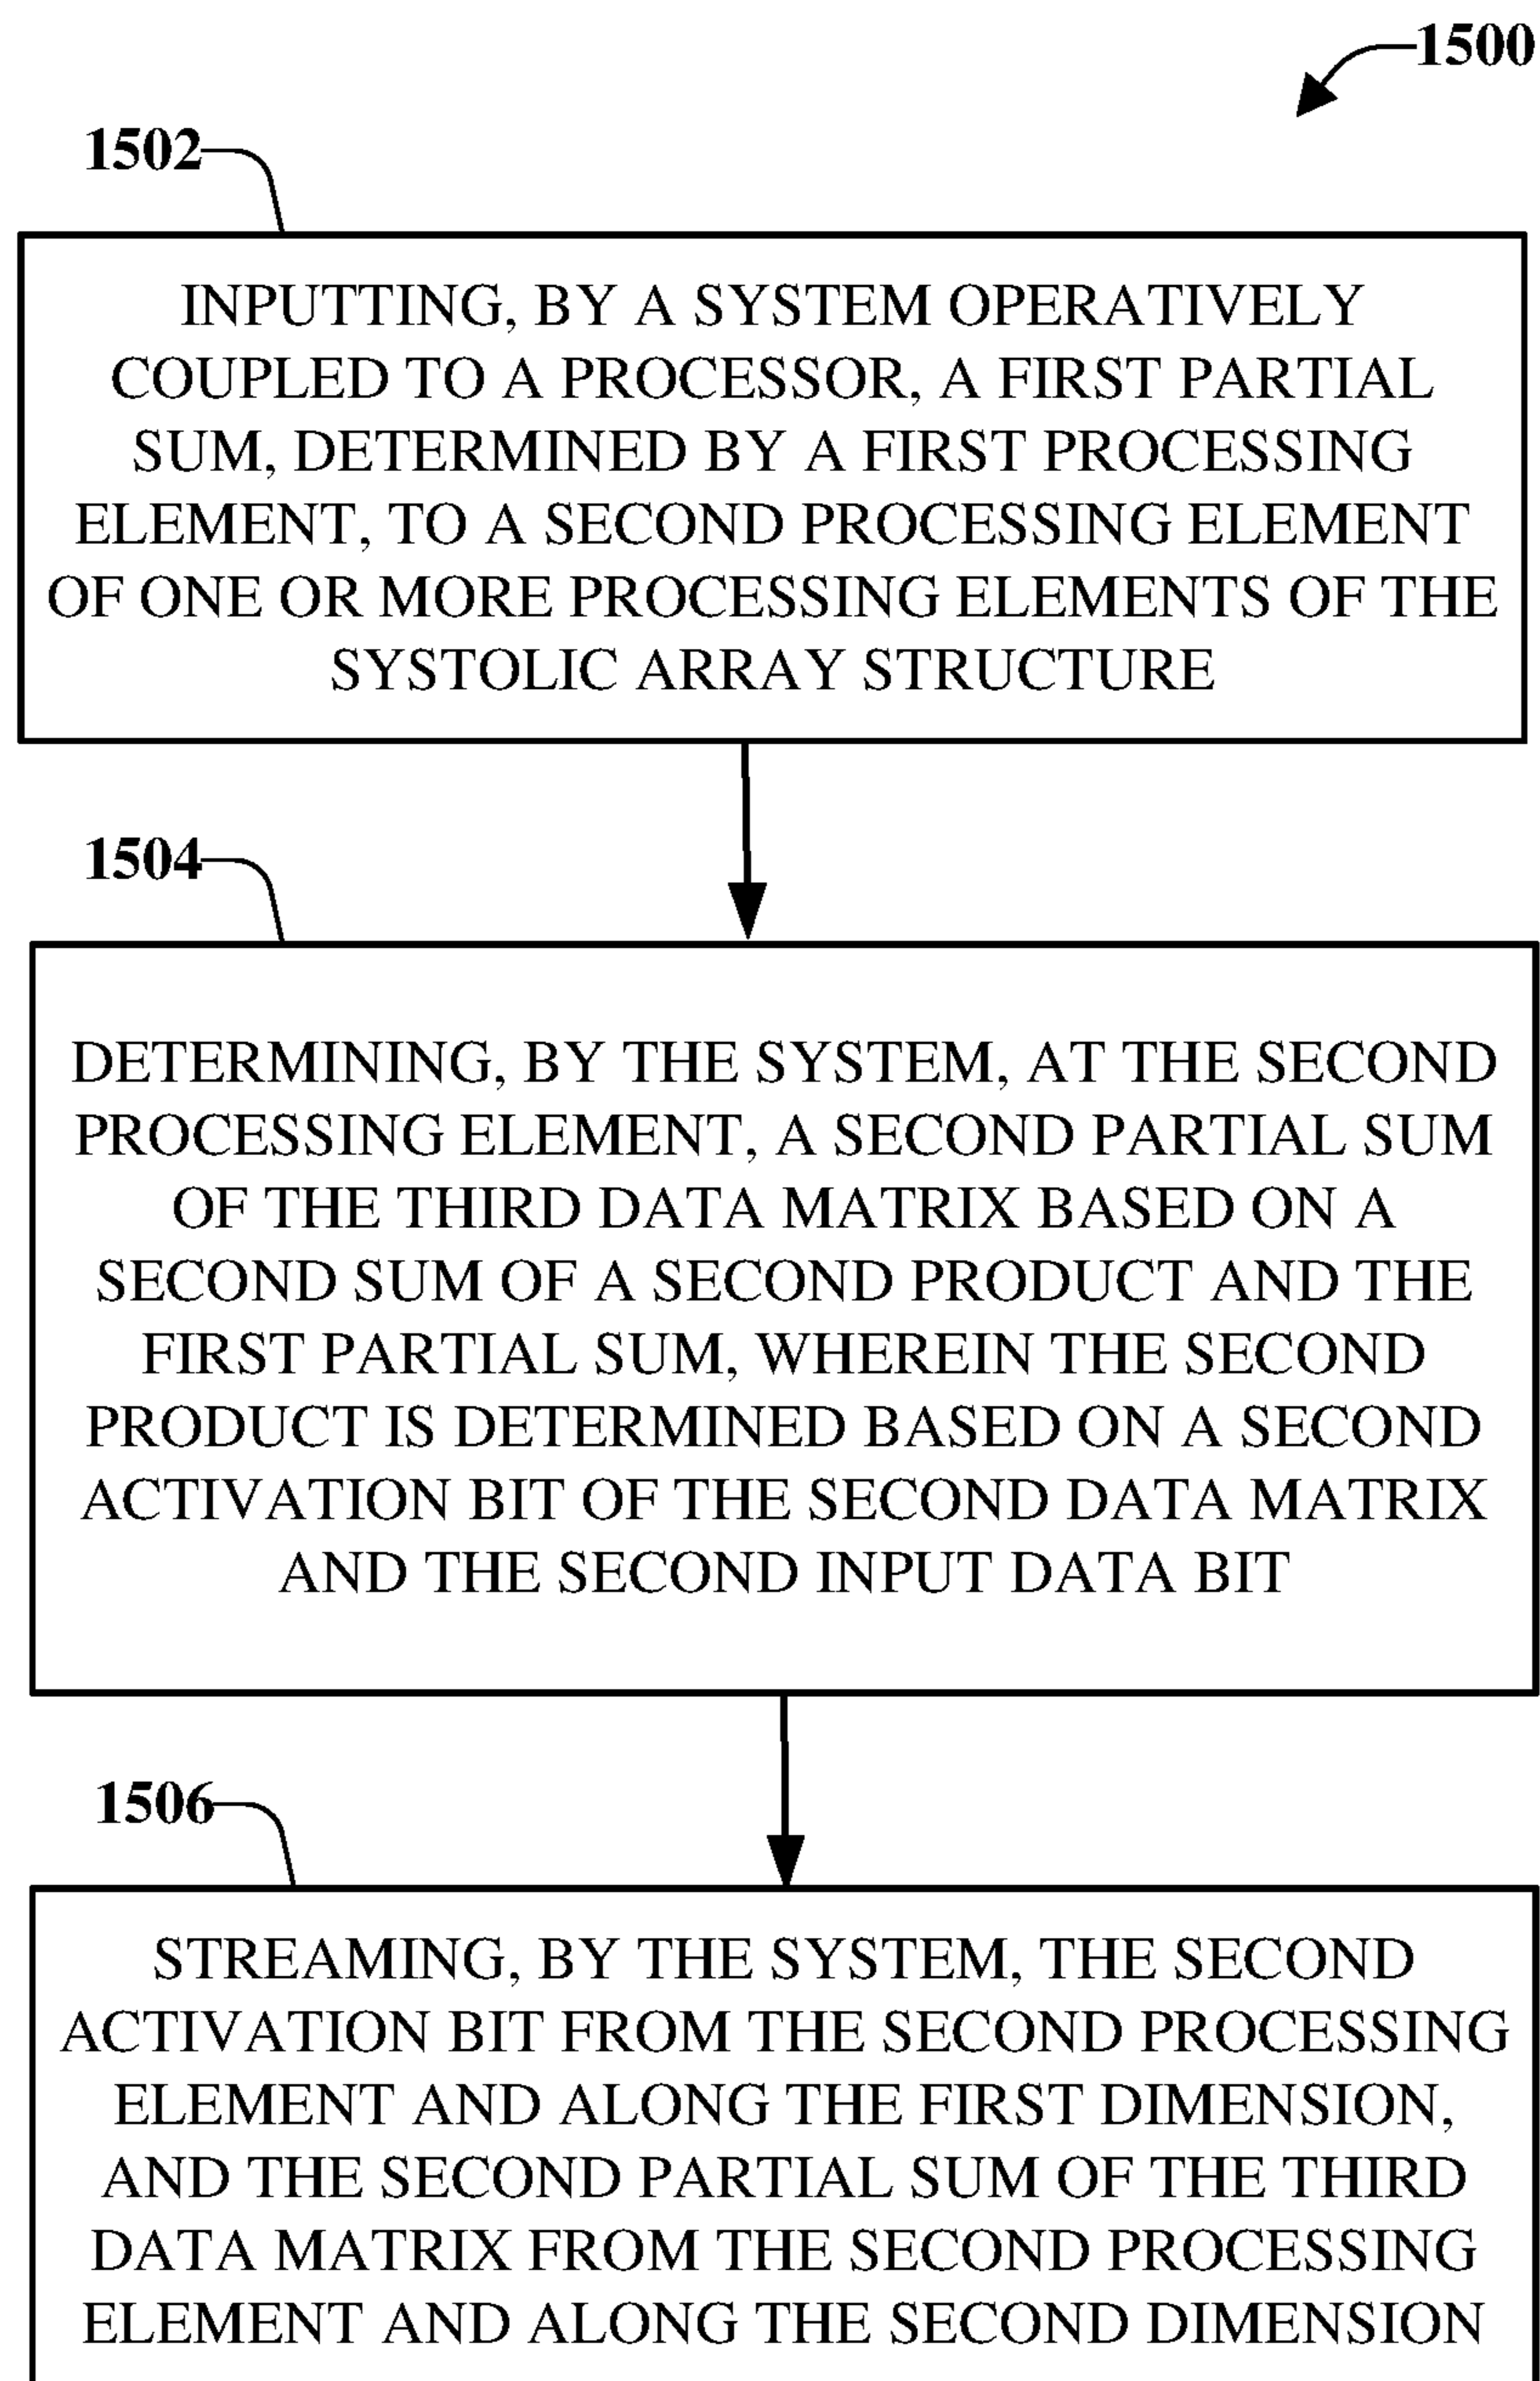 1500
1502
INPUTTING, BY A SYSTEM OPERATIVELY
COUPLED TO A PROCESSOR, A FIRST PARTIAL
SUM, DETERMINED BY A FIRST PROCESSING
ELEMENT, TO A SECOND PROCESSING ELEMENT
OF ONE OR MORE PROCESSING ELEMENTS OF THE
SYSTOLIC ARRAY STRUCTURE
1504
DETERMINING, BY THE SYSTEM, AT THE SECOND
PROCESSING ELEMENT, A SECOND PARTIAL SUM
OF THE THIRD DATA MATRIX BASED ON A
SECOND SUM OF A SECOND PRODUCT AND THE
FIRST PARTIAL SUM, WHEREIN THE SECOND
PRODUCT IS DETERMINED BASED ON A SECOND
ACTIVATION BIT OF THE SECOND DATA MATRIX
AND THE SECOND INPUT DATA BIT
1506
STREAMING, BY THE SYSTEM, THE SECOND
ACTIVATION BIT FROM THE SECOND PROCESSING
ELEMENT AND ALONG THE FIRST DIMENSION,
AND THE SECOND PARTIAL SUM OF THE THIRD
DATA MATRIX FROM THE SECOND PROCESSING
ELEMENT AND ALONG THE SECOND DIMENSION